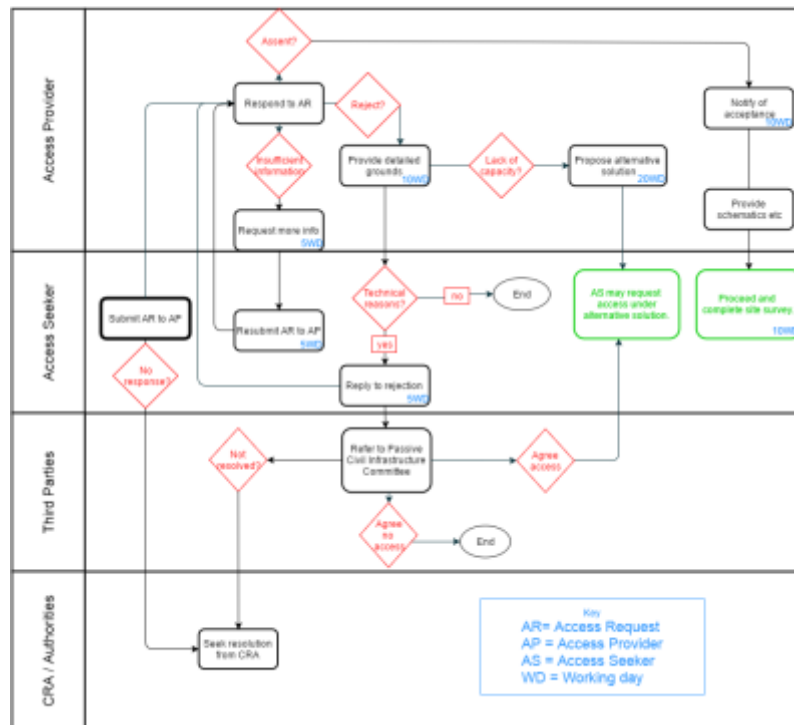 Access Provider
Assent?
Respond to AR
Reject?
Notify of
acceptance
10WD
Insufficient
information
Provide detailed
grounds
10WD
Lack of
capacity?
Propose alternative
solution
20WD
Request more info
5WD
Provide
schematics etc
Access Seeker
Submit AR to AP
No
response?
Resubmit AR to AP
5WD
Technical
reasons?
no
End
yes
Reply to rejection
5WD
AS may request
access under
alternative solution.
Proceed and
complete site survey.
10WD
Third Parties
Not
resolved?
Refer to Passive
Civil Infrastructure
Committee
Agree
access
Agree
no
access
End
CRA / Authorities
Seek resolution
from CRA
Key
AR= Access Request
AP = Access Provider
AS = Access Seeker
WD = Working day